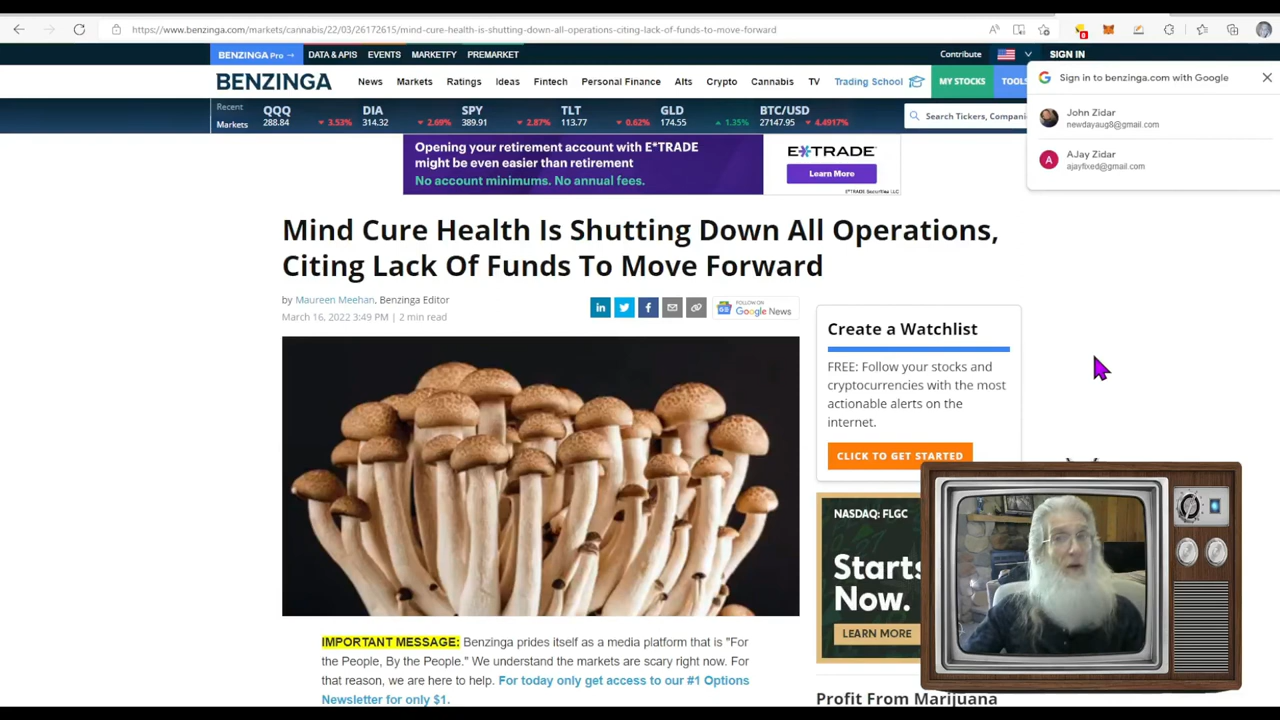 https://www.benzinga.com/markets/cannabis/22/03/26172615/mind-cure-health-is-shutting-down-all-operations-citing-lack-of-funds-to-move-forward
BENZINGA Pro → DATA & APIS EVENTS MARKETFY PREMARKET Contribute SIGN IN
BENZINGA News Markets Ratings Ideas Fintech Personal Finance Alts Crypto Cannabis TV Trading School MY STOCKS TOOLS
Sign in to benzinga.com with Google
John Zidar
newdayaug8@gmail.com
AJay Zidar
ajayfixed@gmail.com
Recent
Markets
QQQ
288.84 3.53%
DIA
314.32 2.69%
SPY
389.91 2.87%
TLT
113.77 0.62%
GLD
174.55 1.35%
BTC/USD
27147.95 4.4917%
Search Tickers, Compani
Opening your retirement account with E*TRADE
might be even easier than retirement
No account minimums. No annual fees.
E*TRADE
Learn More
E*TRADE Securities LLC
Mind Cure Health Is Shutting Down All Operations,
Citing Lack Of Funds To Move Forward
by Maureen Meehan, Benzinga Editor
March 16, 2022 3:49 PM | 2 min read
FOLLOW ON
Google News
Create a Watchlist
FREE: Follow your stocks and
cryptocurrencies with the most
actionable alerts on the
internet.
CLICK TO GET STARTED
NASDAQ: FLGC
Starts
Now.
LEARN MORE
IMPORTANT MESSAGE: Benzinga prides itself as a media platform that is "For
the People, By the People." We understand the markets are scary right now. For
that reason, we are here to help. For today only get access to our #1 Options
Newsletter for only $1.
Profit From Marijuana